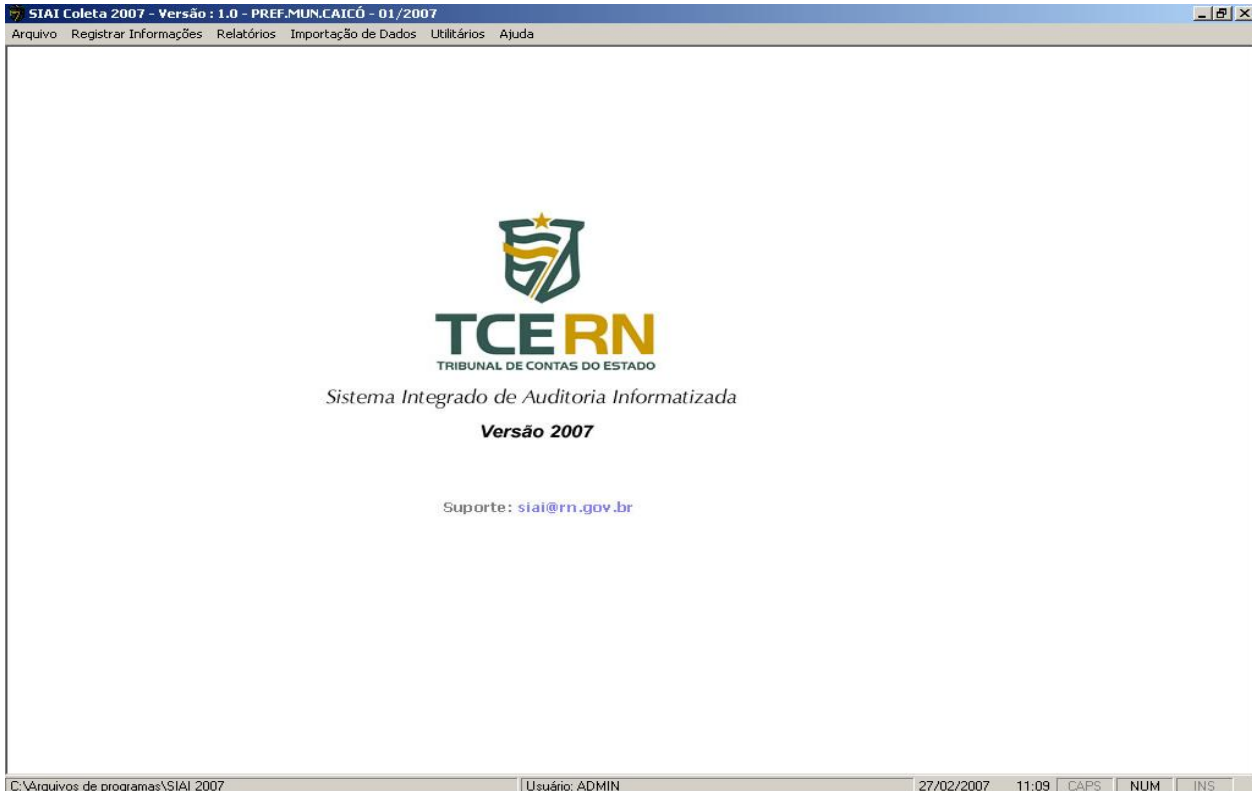 SIAI Coleta 2007 - Versão : 1.0 - PREF.MUN.CAICÓ - 01/2007
Arquivo Registrar Informações Relatórios Importação de Dados Utilitários Ajuda
TCERN
TRIBUNAL DE CONTAS DO ESTADO
Sistema Integrado de Auditoria Informatizada
Versão 2007
Suporte: siai@rn.gov.br
C:\Arquivos de programas\SIAI 2007 Usuário: ADMIN 27/02/2007 11:09 CAPS NUM INS